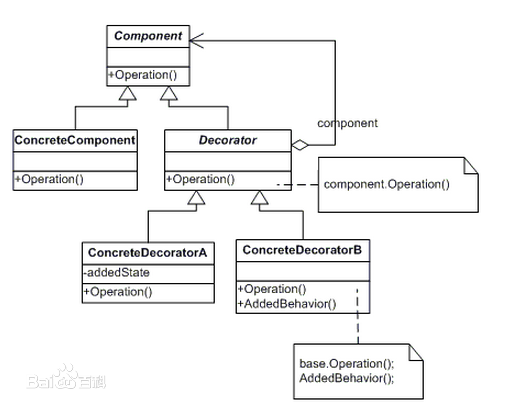 Component
+Operation()
component
ConcreteComponent
+Operation()
Decorator
+Operation()
component.Operation()
ConcreteDecoratorA
-addedState
+Operation()
ConcreteDecoratorB
+Operation()
+AddedBehavior()
base.Operation();
AddedBehavior();
Bai百科